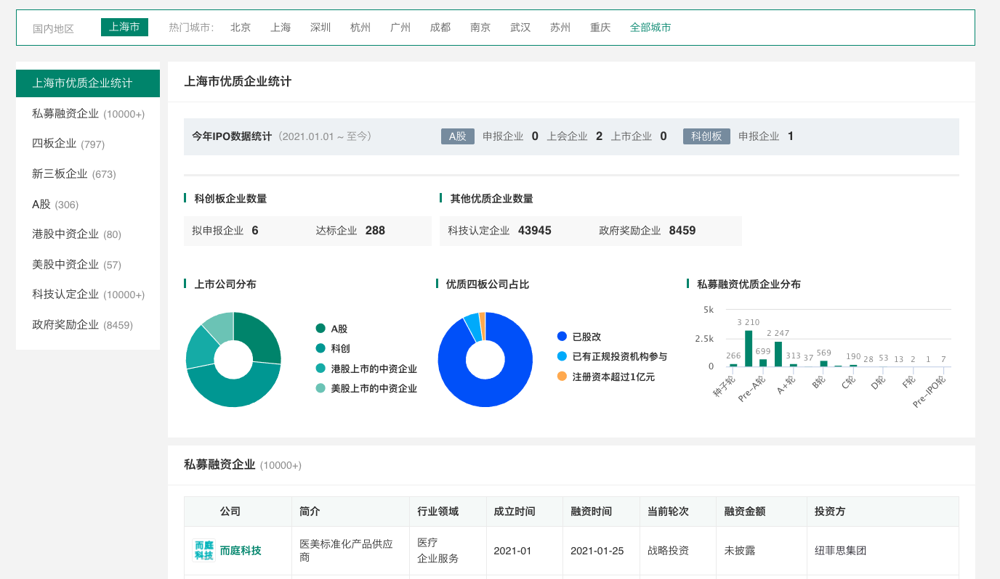 国内地区 上海市 热门城市: 北京 上海 深圳 杭州 广州 成都 南京 武汉 苏州 重庆 全部城市
上海市优质企业统计
私募融资企业 (10000+)
四板企业 (797)
新三板企业 (673)
A股 (306)
港股中资企业 (80)
美股中资企业 (57)
科技认定企业 (10000+)
政府奖励企业 (8459)
上海市优质企业统计
今年IPO数据统计 (2021.01.01 ~ 至今) A股 申报企业 0 上会企业 2 上市企业 0 科创板 申报企业 1
科创板企业数量
拟申报企业 6 达标企业 288
其他优质企业数量
科技认定企业 43945 政府奖励企业 8459
上市公司分布
A股
科创
港股上市的中资企业
美股上市的中资企业
优质四板公司占比
已股改
已有正规投资机构参与
注册资本超过1亿元
私募融资优质企业分布
5k
2.5k
0
266 3 210 699 2 247 313 37 569 190 28 53 13 2 1 7
种子轮 Pre-A轮 A+轮 B轮 C轮 D轮 F轮 Pre-IPO轮
私募融资企业 (10000+)
公司 简介 行业领域 成立时间 融资时间 当前轮次 融资金额 投资方
而庭
科技
而庭科技 医美标准化产品供应商 医疗 企业服务 2021-01 2021-01-25 战略投资 未披露 纽菲思集团